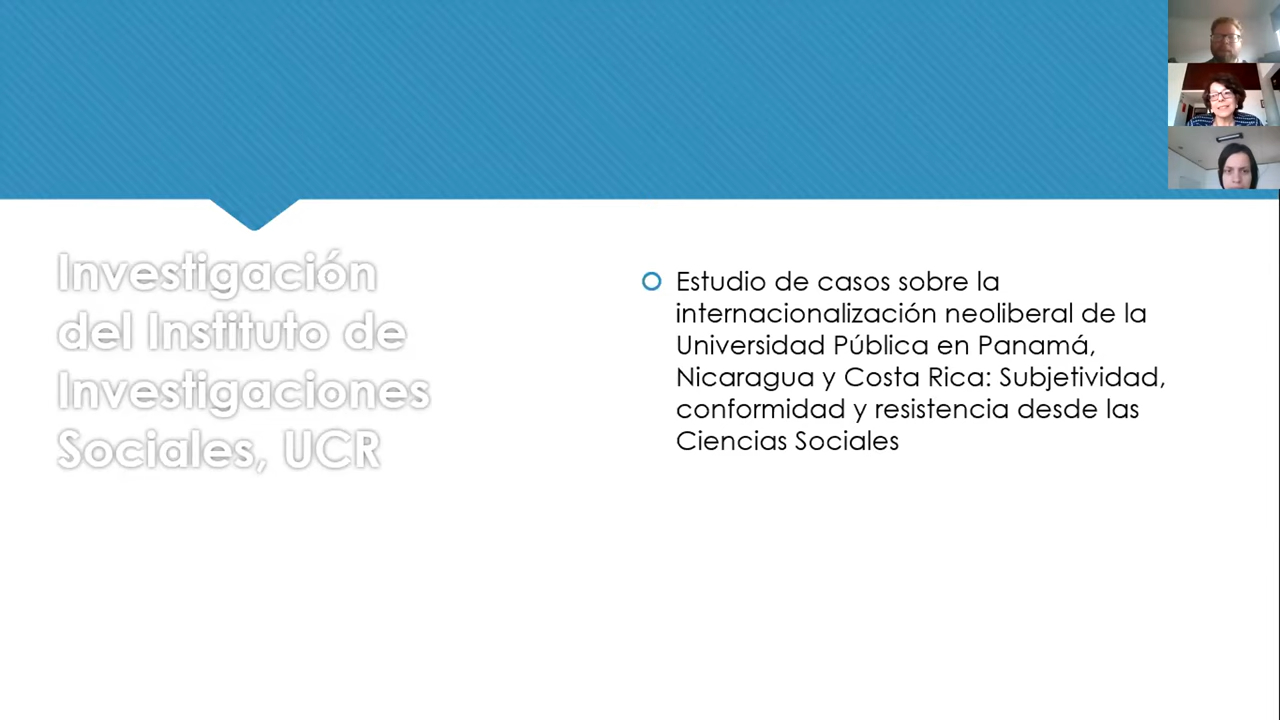 Investigación
del Instituto de
Investigaciones
Sociales, UCR
Estudio de casos sobre la
internacionalización neoliberal de la
Universidad Pública en Panamá,
Nicaragua y Costa Rica: Subjetividad,
conformidad y resistencia desde las
Ciencias Sociales